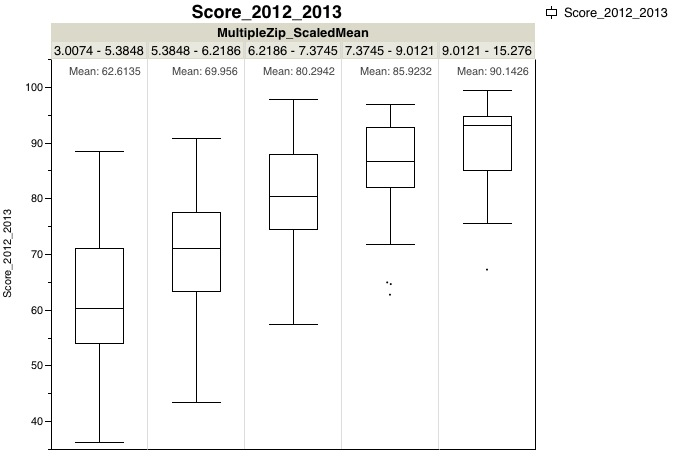 Score_2012_2013
Score_2012_2013
MultipleZip_ScaledMean
3.0074 - 5.3848 5.3848 - 6.2186 6.2186 - 7.3745 7.3745 - 9.0121 9.0121 - 15.276
Mean: 62.6135 Mean: 69.956 Mean: 80.2942 Mean: 85.9232 Mean: 90.1426
100
90
80
70
60
50
40
Score_2012_2013